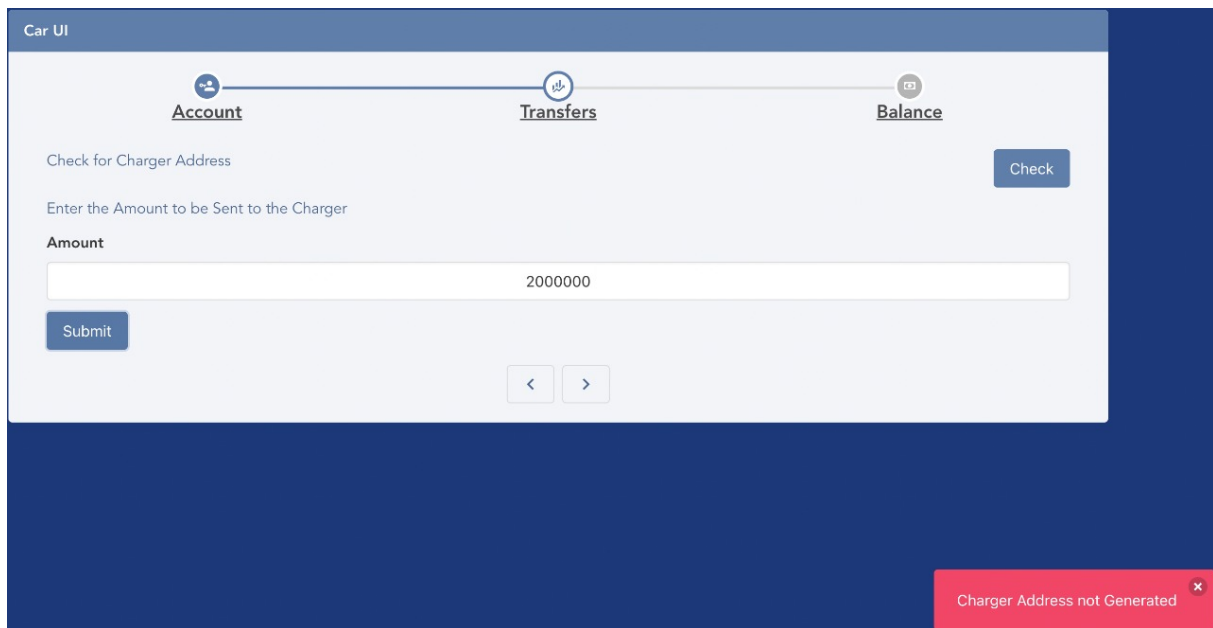 Car UI
Account
Transfers
Balance
Check for Charger Address
Check
Enter the Amount to be Sent to the Charger
Amount
2000000
Submit
Charger Address not Generated